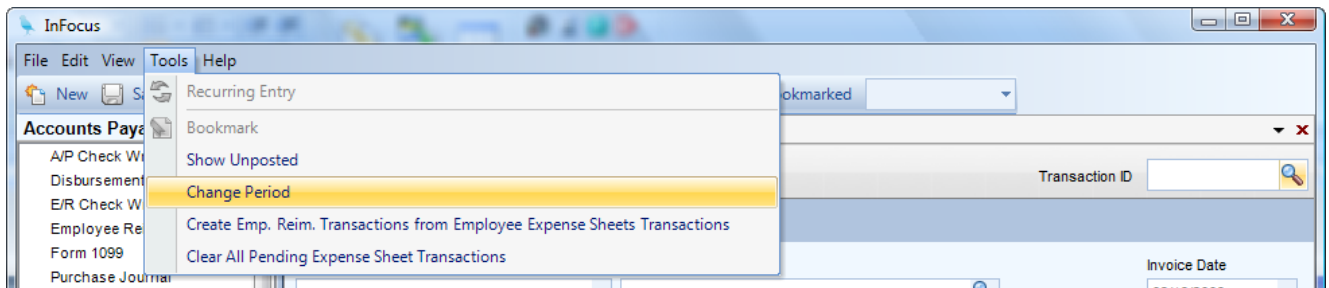 InFocus
File Edit View Tools Help
New
Recurring Entry
Bookmark
Show Unposted
Change Period
Create Emp. Reim. Transactions from Employee Expense Sheets Transactions
Clear All Pending Expense Sheet Transactions
okmarked
Accounts Paya
A/P Check Wr
Disbursement
E/R Check W
Employee Re
Form 1099
Purchase Journal
Transaction ID
Invoice Date